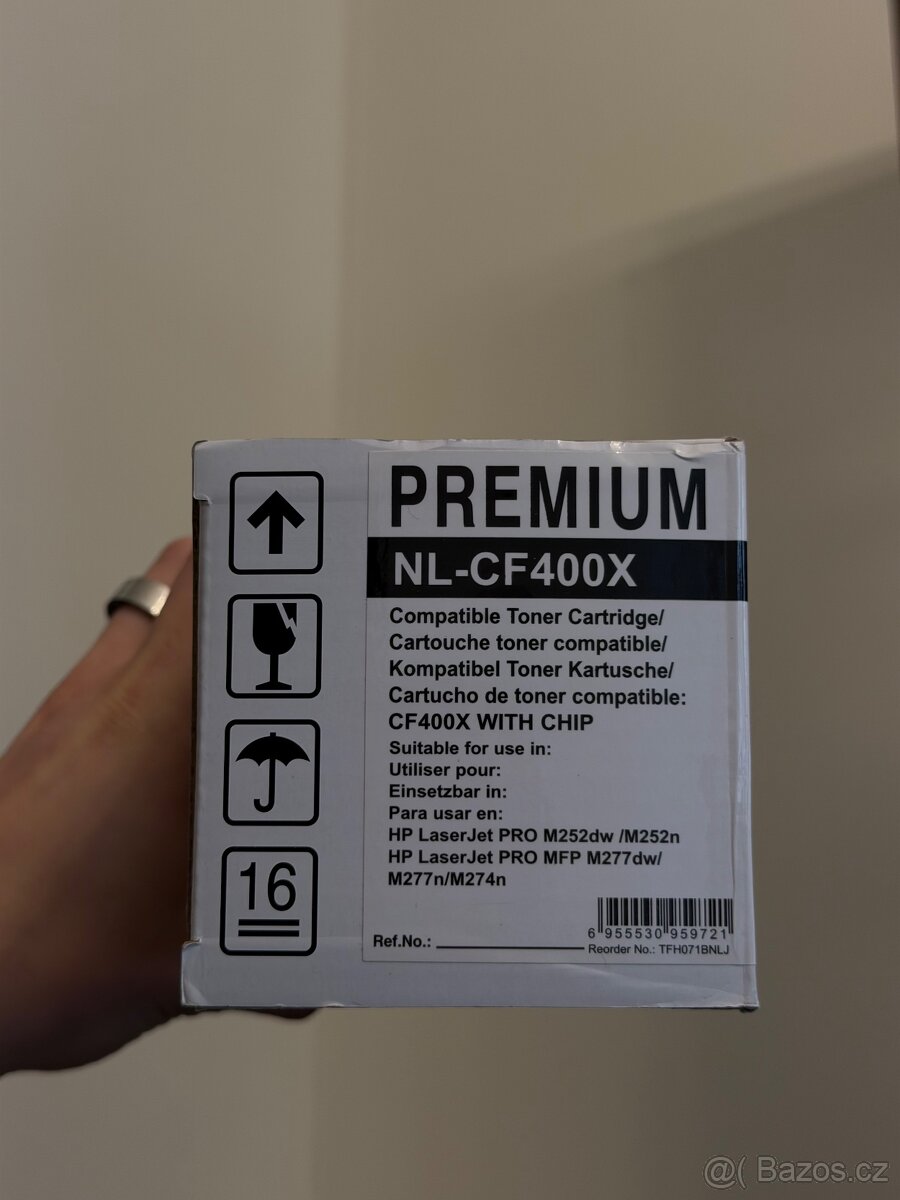 PREMIUM
NL-CF400X
Compatible Toner Cartridge/
Cartouche toner compatible/
Kompatibel Toner Kartusche/
Cartucho de toner compatible:
CF400X WITH CHIP
Suitable for use in:
Utiliser pour:
Einsetzbar in:
Para usar en:
HP LaserJet PRO M252dw /M252n
HP LaserJet PRO MFP M277dw/
M277n/M274n
16
6 955530 959721
Ref.No.:
Reorder No.: TFH071BNLJ
@( Bazos.cz